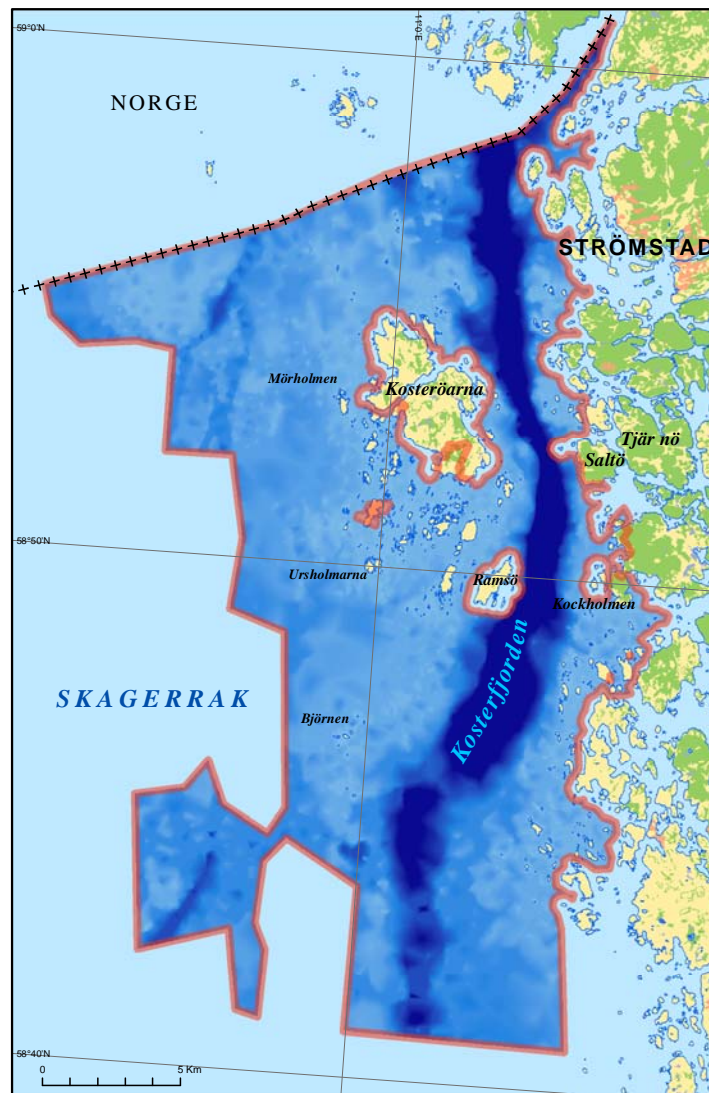 59°0'N
11°0'E
NORGE
STRÖMSTAD
Mörholmen
Kosteröarna
Tjär nö
Saltö
58°50'N
Ursholmarna
Ramsö
Kockholmen
Kosterfjorden
SKAGERRAK
Björnen
58°40'N
0 5 Km